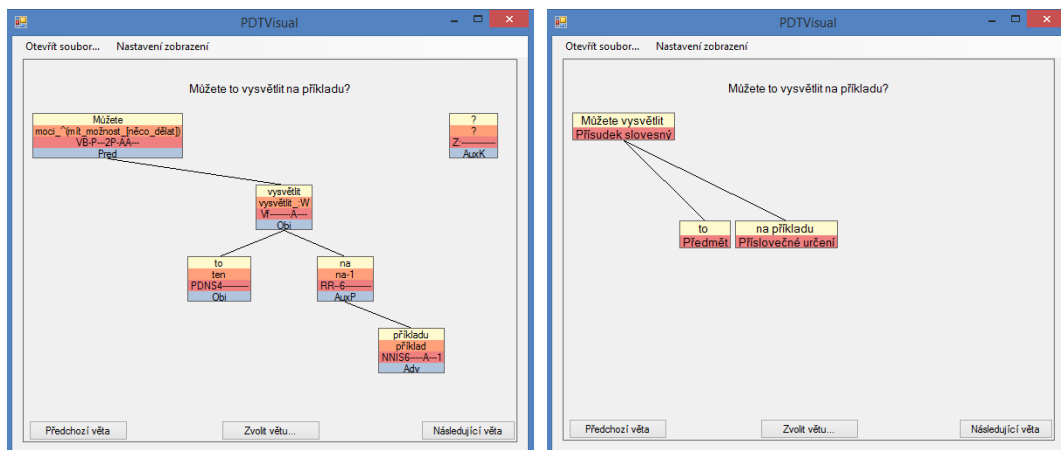 PDTVisual
Otevřít soubor... Nastavení zobrazení
Můžete to vysvětlit na příkladu?
Můžete
moci_^(mít_možnost_[něco_dělat])
VB-P---2P-AA---
Pred
?
?
Z:-------------
AuxK
vysvětlit
vysvětlit_:W
Vf--------A----
Obj
to
ten
PDNS4----------
Obj
na
na-1
RR--6----------
AuxP
příkladu
příklad
NNIS6-----A---1
Adv
Předchozí věta Zvolit větu... Následující věta
PDTVisual
Otevřít soubor... Nastavení zobrazení
Můžete to vysvětlit na příkladu?
Můžete vysvětlit
Přísudek slovesný
to
Předmět
na příkladu
Příslovečné určení
Předchozí věta Zvolit větu... Následující věta